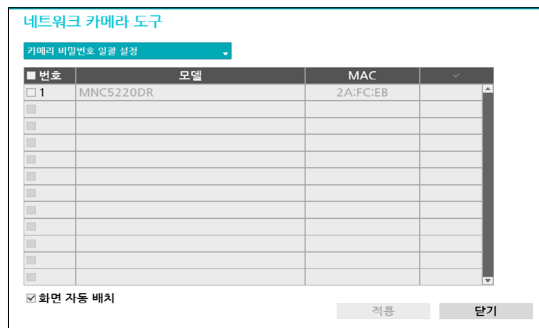 네트워크 카메라 도구
카메라 비밀번호 일괄 설정
번호 모델 MAC
1 MNC5220DR 2A:FC:EB
화면 자동 배치
적용 닫기